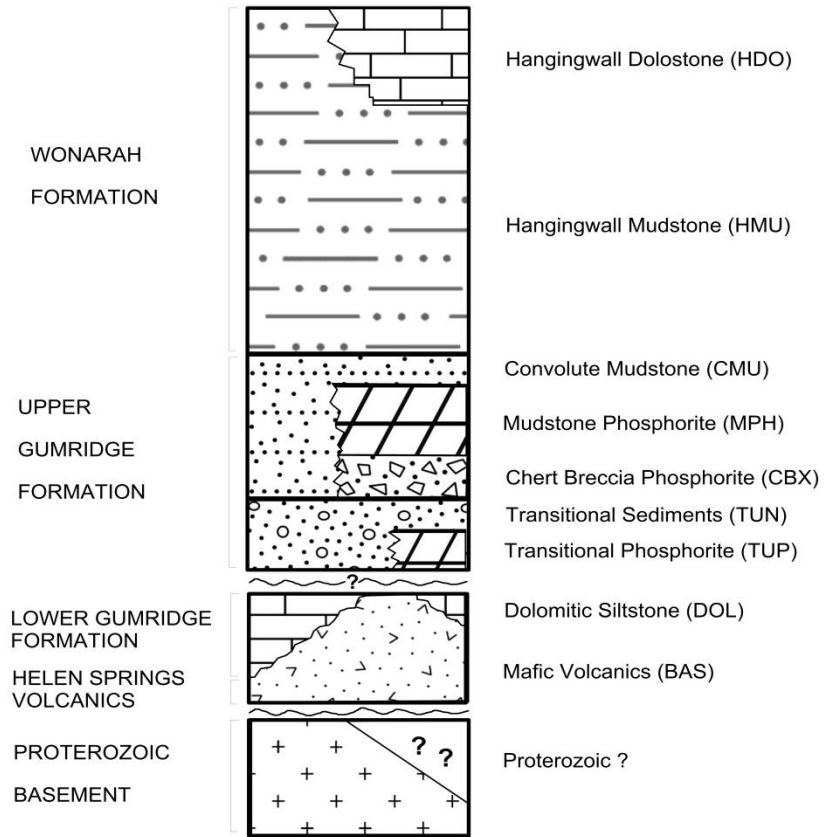 Hangingwall Dolostone (HDO)
WONARAH
FORMATION
Hangingwall Mudstone (HMU)
Convolute Mudstone (CMU)
UPPER
GUMRIDGE
FORMATION
Mudstone Phosphorite (MPH)
Chert Breccia Phosphorite (CBX)
Transitional Sediments (TUN)
Transitional Phosphorite (TUP)
?
LOWER GUMRIDGE
FORMATION
Dolomitic Siltstone (DOL)
HELEN SPRINGS
VOLCANICS
Mafic Volcanics (BAS)
PROTEROZOIC
BASEMENT
? ?
Proterozoic ?